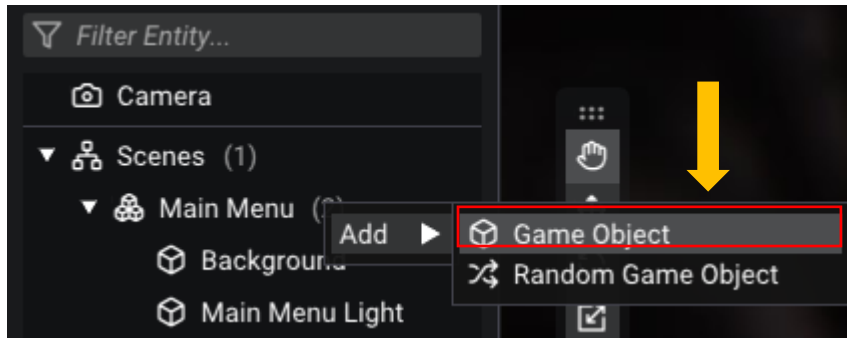 Filter Entity...
Camera
Scenes (1)
Main Menu
Add
Game Object
Background
Random Game Object
Main Menu Light